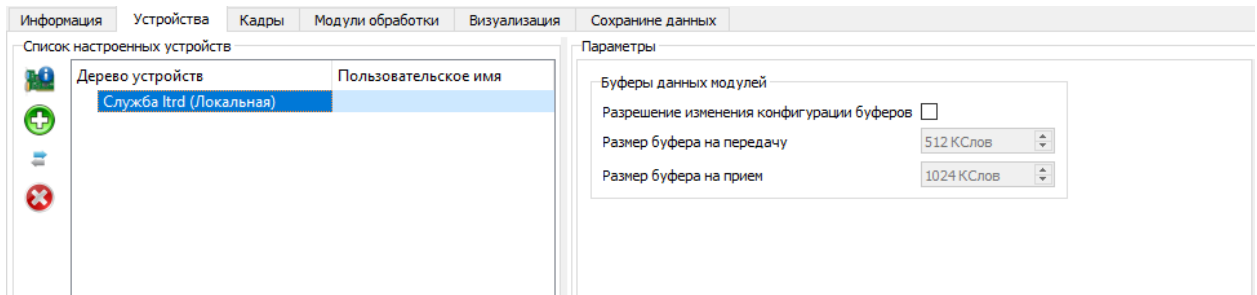 Информация Устройства Кадры Модули обработки Визуализация Сохранине данных
Список настроенных устройств
Дерево устройств Пользовательское имя
Служба ltrd (Локальная)
Параметры
Буферы данных модулей
Разрешение изменения конфигурации буферов
Размер буфера на передачу 512 КСлов
Размер буфера на прием 1024 КСлов